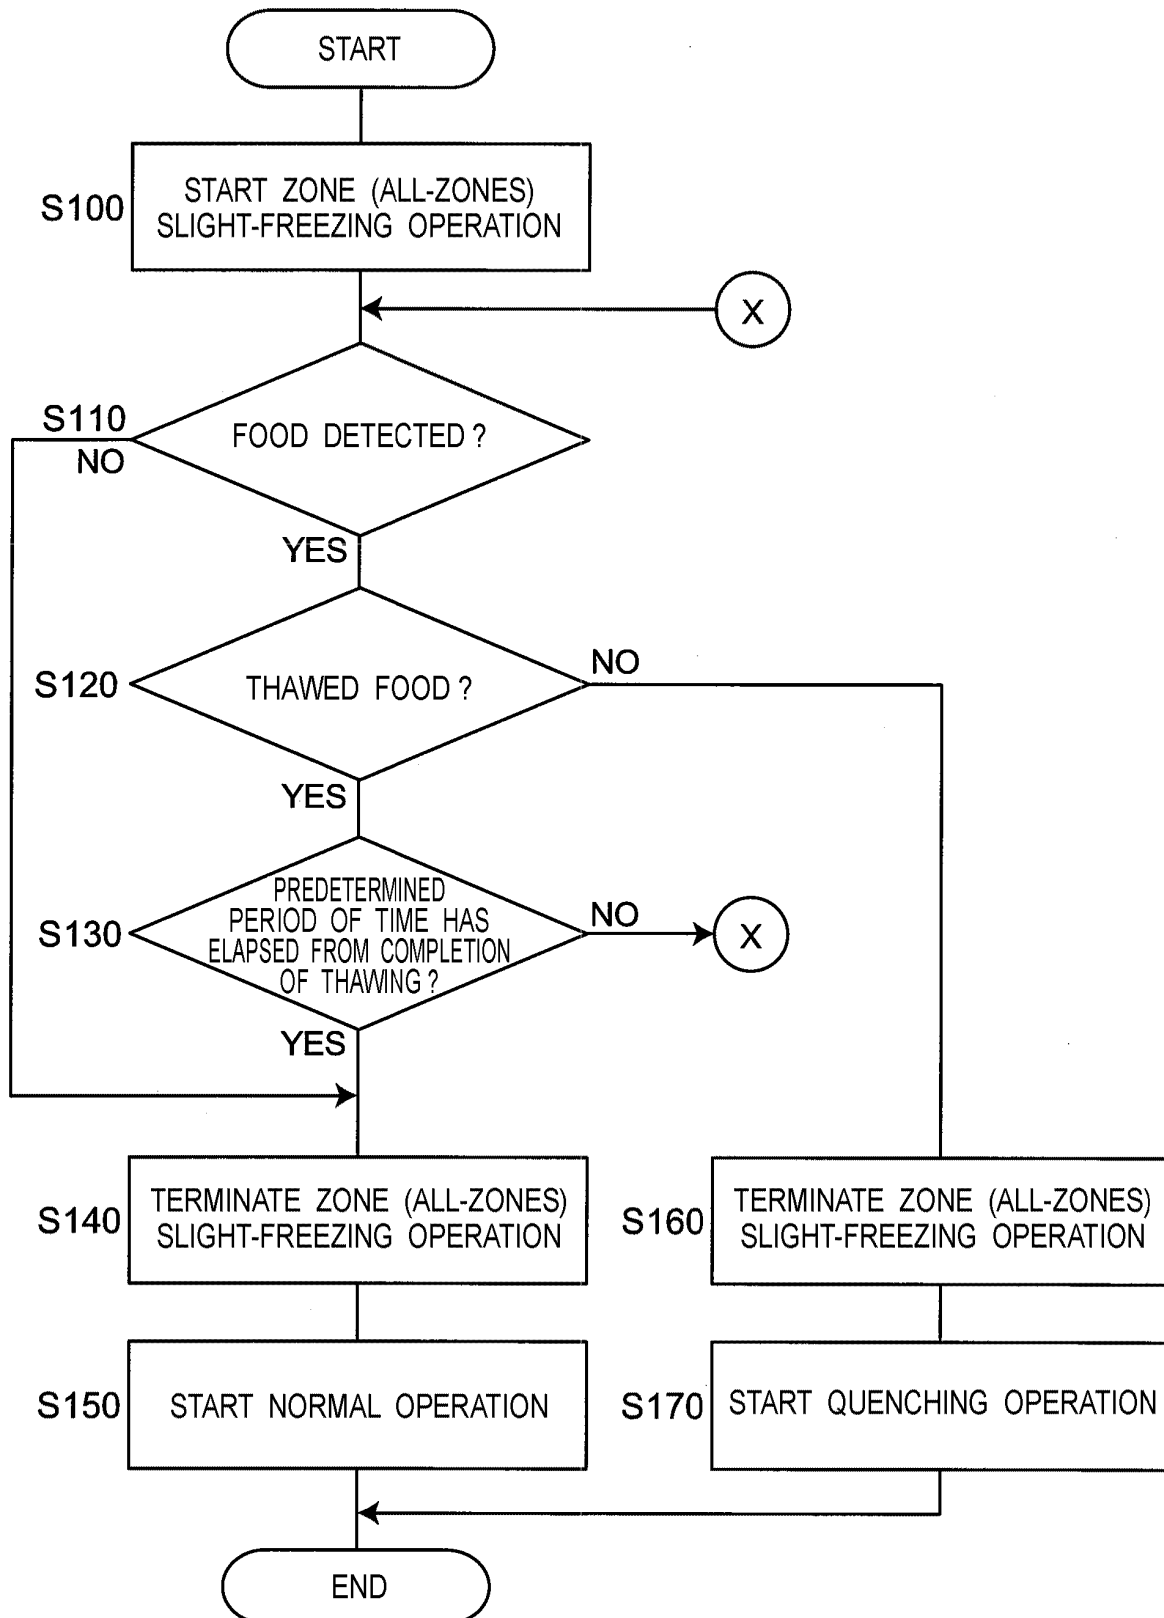 START
S100
START ZONE (ALL-ZONES)
SLIGHT-FREEZING OPERATION
X
S110
NO
FOOD DETECTED ?
YES
S120
THAWED FOOD ?
NO
YES
S130
PREDETERMINED
PERIOD OF TIME HAS
ELAPSED FROM COMPLETION
OF THAWING ?
NO
X
YES
S140
TERMINATE ZONE (ALL-ZONES)
SLIGHT-FREEZING OPERATION
S160
TERMINATE ZONE (ALL-ZONES)
SLIGHT-FREEZING OPERATION
S150
START NORMAL OPERATION
S170
START QUENCHING OPERATION
END